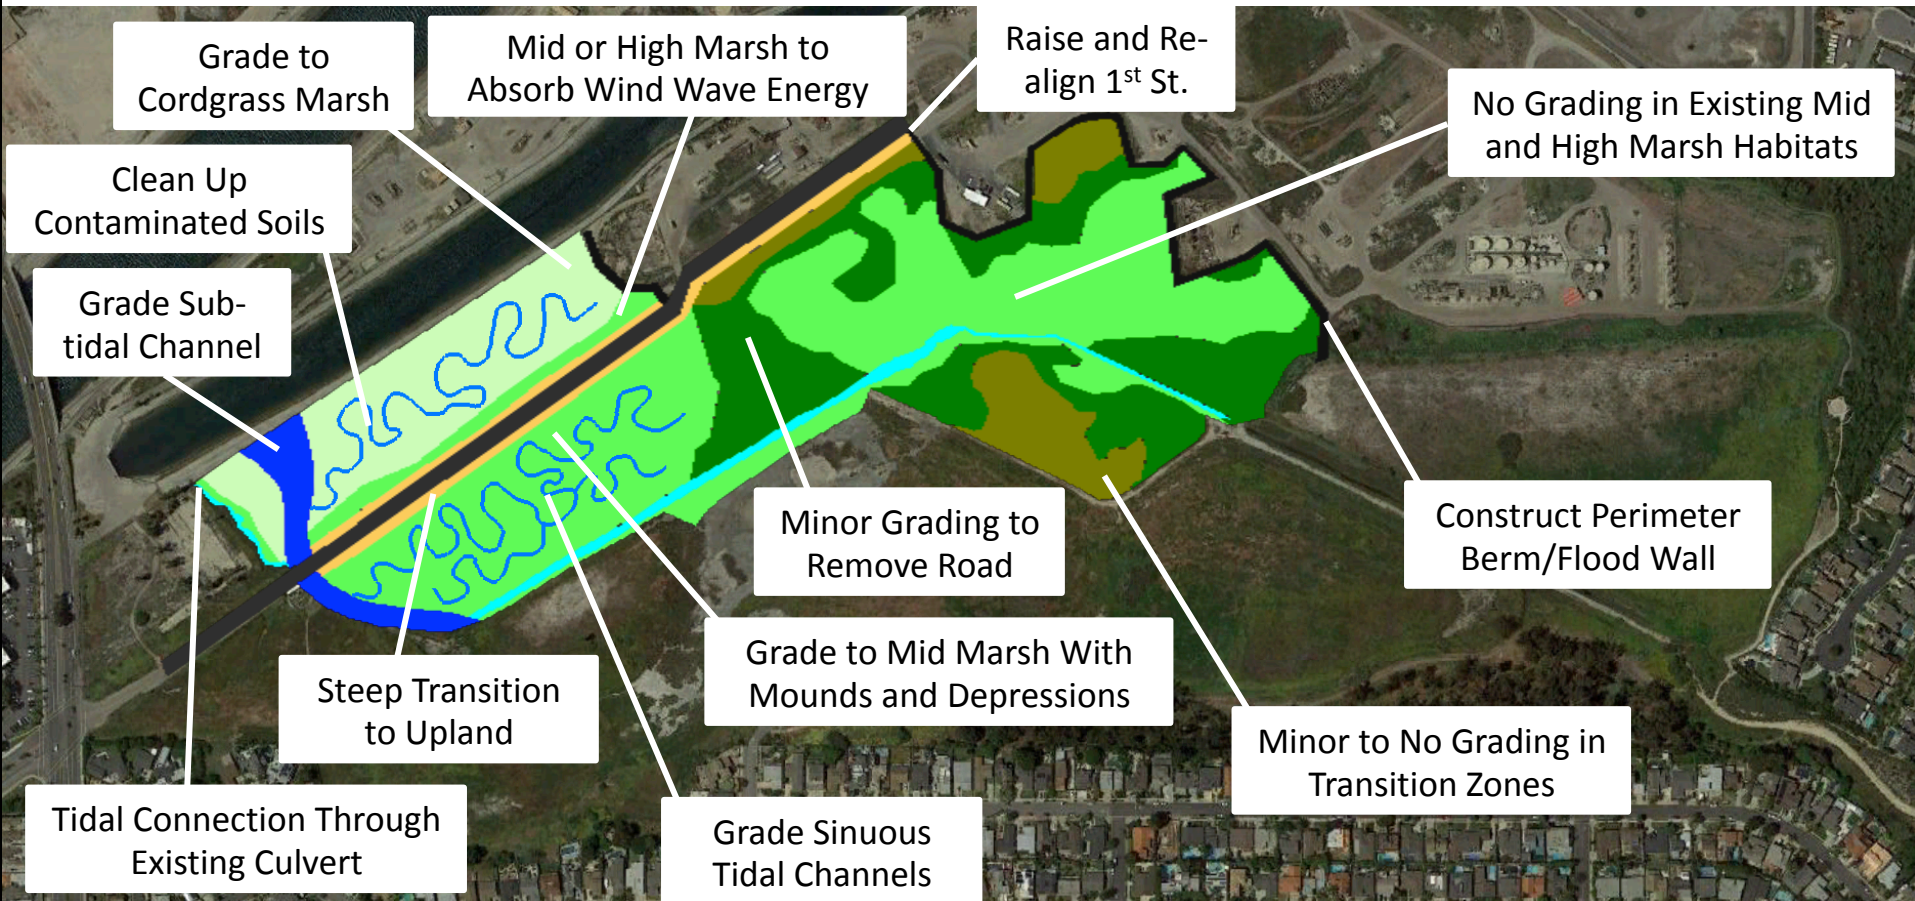 Grade to
Cordgrass Marsh
Mid or High Marsh to
Absorb Wind Wave Energy
Raise and Re-
align 1st St.
No Grading in Existing Mid
and High Marsh Habitats
Clean Up
Contaminated Soils
Grade Sub-
tidal Channel
Minor Grading to
Remove Road
Construct Perimeter
Berm/Flood Wall
Steep Transition
to Upland
Grade to Mid Marsh With
Mounds and Depressions
Minor to No Grading in
Transition Zones
Tidal Connection Through
Existing Culvert
Grade Sinuous
Tidal Channels